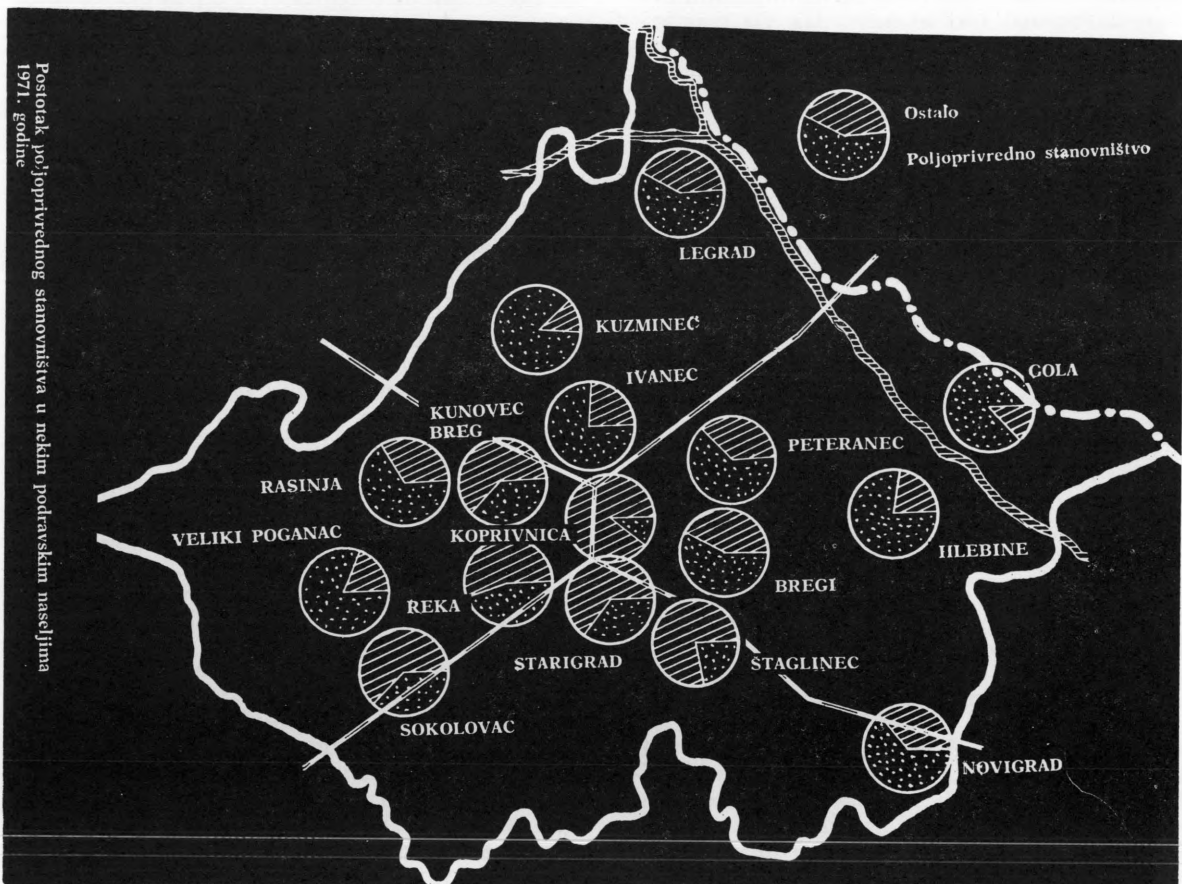 Postotak poljoprivrednog stanovništva u nekim podravskim naseljima
1971. godine
Ostalo
Poljoprivredno stanovništvo
LEGRAD
KUZMINEC
IVANEC
GOLA
KUNOVEC
BREG
PETERANEC
RASINJA
VELIKI POGANAC
KOPRIVNICA
HLEBINE
BREGI
REKA
STARIGRAD
ŠTAGLINEC
SOKOLOVAC
NOVIGRAD